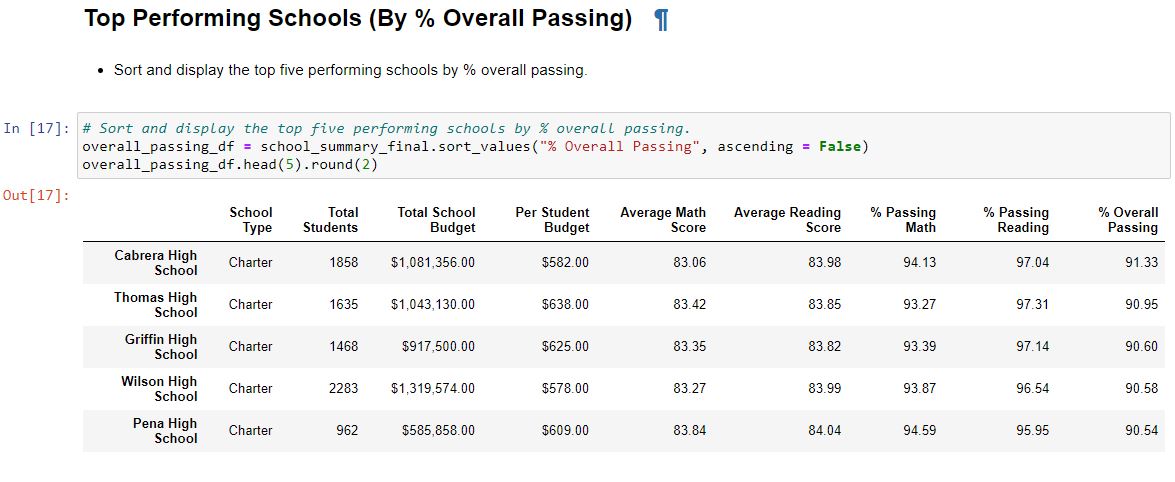 Top Performing Schools (By % Overall Passing) ¶
• Sort and display the top five performing schools by % overall passing.
In [17]: # Sort and display the top five performing schools by % overall passing.
overall_passing_df = school_summary_final.sort_values("% Overall Passing", ascending = False)
overall_passing_df.head(5).round(2)
Out[17]:
School Type Total Students Total School Budget Per Student Budget Average Math Score Average Reading Score % Passing Math % Passing Reading % Overall Passing
Cabrera High School Charter 1858 $1,081,356.00 $582.00 83.06 83.98 94.13 97.04 91.33
Thomas High School Charter 1635 $1,043,130.00 $638.00 83.42 83.85 93.27 97.31 90.95
Griffin High School Charter 1468 $917,500.00 $625.00 83.35 83.82 93.39 97.14 90.60
Wilson High School Charter 2283 $1,319,574.00 $578.00 83.27 83.99 93.87 96.54 90.58
Pena High School Charter 962 $585,858.00 $609.00 83.84 84.04 94.59 95.95 90.54